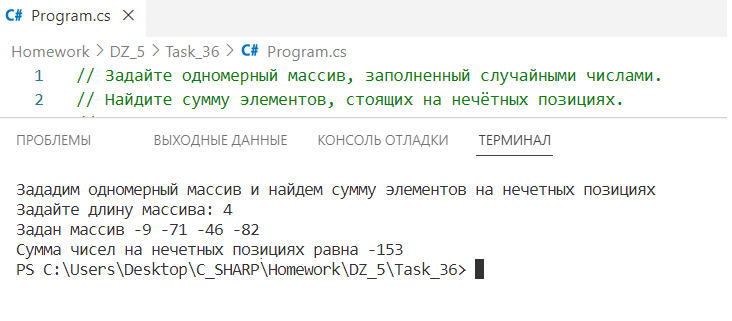 C# Program.cs ×
Homework > DZ_5 > Task_36 > C# Program.cs
1 // Задайте одномерный массив, заполненный случайными числами.
2 // Найдите сумму элементов, стоящих на нечётных позициях.
ПРОБЛЕМЫ ВЫХОДНЫЕ ДАННЫЕ КОНСОЛЬ ОТЛАДКИ ТЕРМИНАЛ
Зададим одномерный массив и найдем сумму элементов на нечетных позициях
Задайте длину массива: 4
Задан массив -9 -71 -46 -82
Сумма чисел на нечетных позициях равна -153
PS C:\Users\Desktop\C_SHARP\Homework\DZ_5\Task_36>